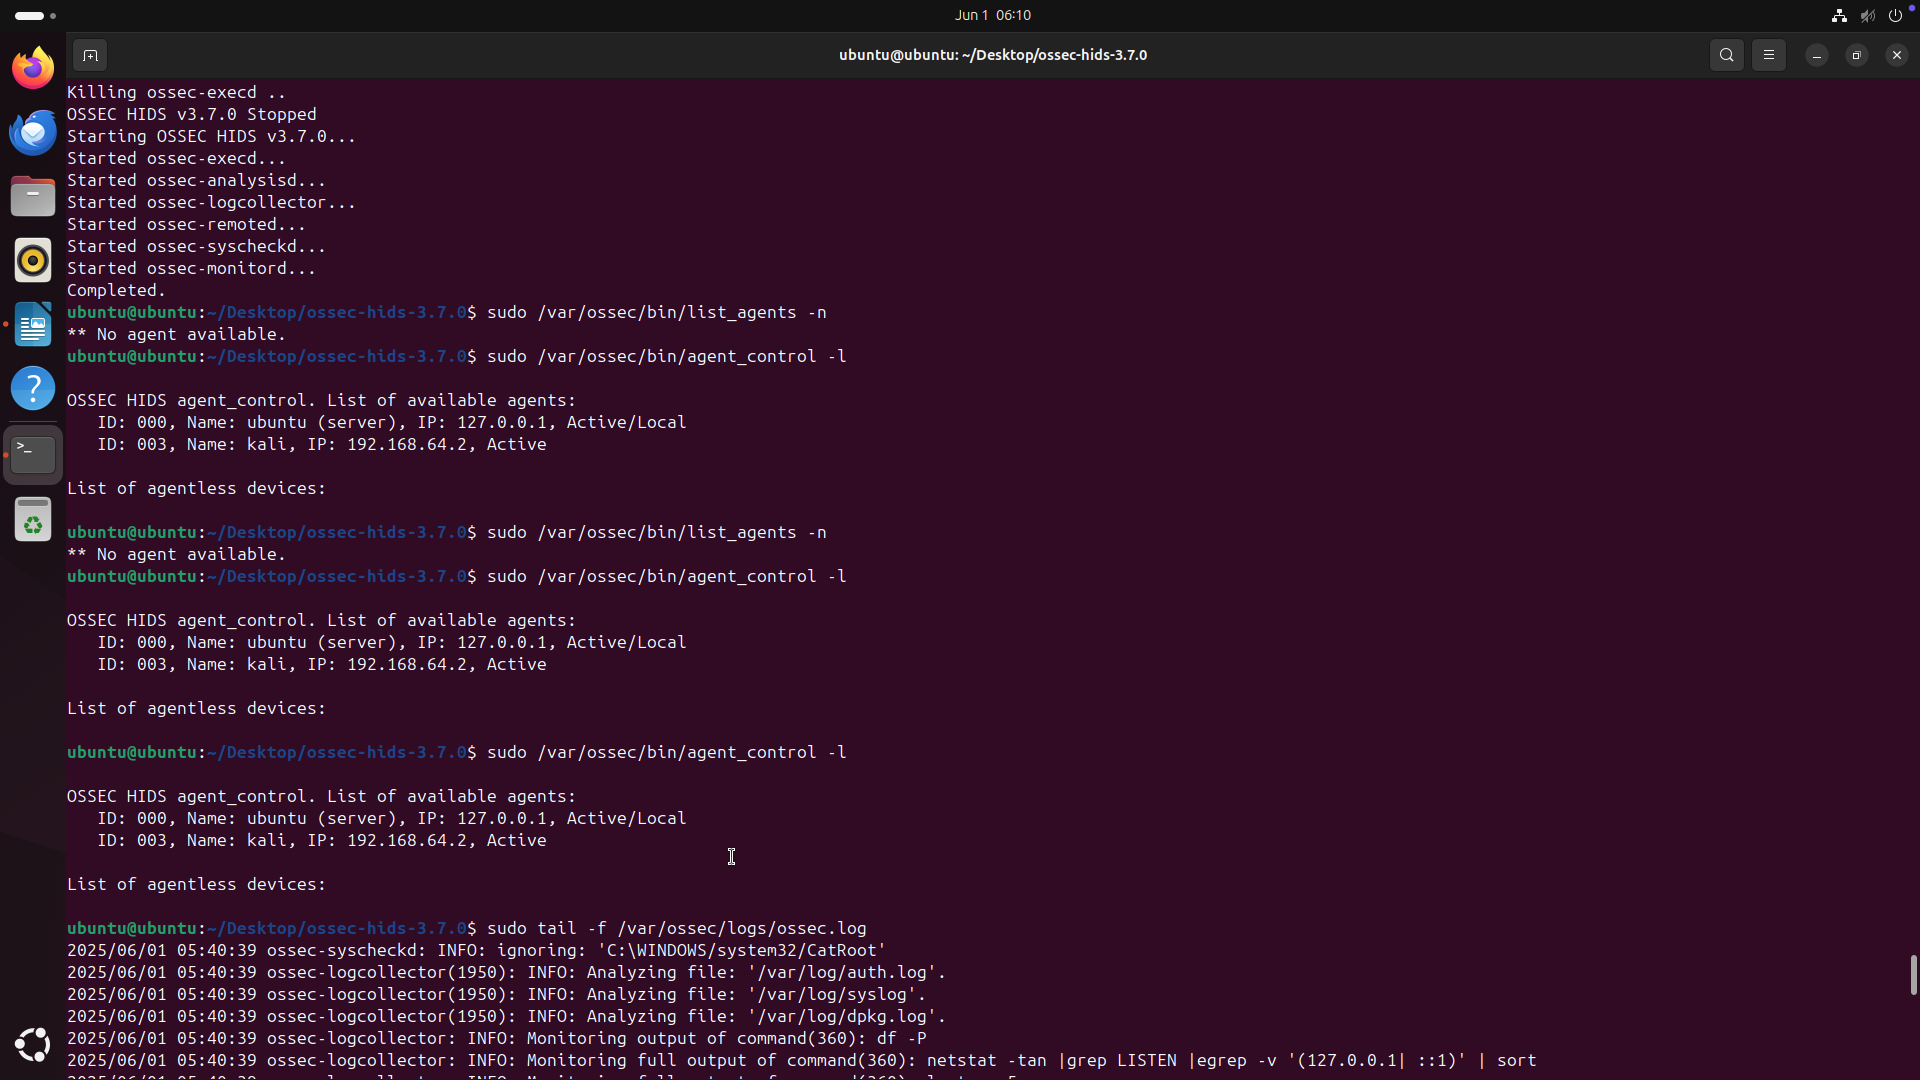 Jun 1 06:10
ubuntu@ubuntu: ~/Desktop/ossec-hids-3.7.0
Killing ossec-execd ..
OSSEC HIDS v3.7.0 Stopped
Starting OSSEC HIDS v3.7.0...
Started ossec-execd...
Started ossec-analysisd...
Started ossec-logcollector...
Started ossec-remoted...
Started ossec-syscheckd...
Started ossec-monitord...
Completed.
ubuntu@ubuntu:~/Desktop/ossec-hids-3.7.0$ sudo /var/ossec/bin/list_agents -n
** No agent available.
ubuntu@ubuntu:~/Desktop/ossec-hids-3.7.0$ sudo /var/ossec/bin/agent_control -l
OSSEC HIDS agent_control. List of available agents:
ID: 000, Name: ubuntu (server), IP: 127.0.0.1, Active/Local
ID: 003, Name: kali, IP: 192.168.64.2, Active
List of agentless devices:
ubuntu@ubuntu:~/Desktop/ossec-hids-3.7.0$ sudo /var/ossec/bin/list_agents -n
** No agent available.
ubuntu@ubuntu:~/Desktop/ossec-hids-3.7.0$ sudo /var/ossec/bin/agent_control -l
OSSEC HIDS agent_control. List of available agents:
ID: 000, Name: ubuntu (server), IP: 127.0.0.1, Active/Local
ID: 003, Name: kali, IP: 192.168.64.2, Active
List of agentless devices:
ubuntu@ubuntu:~/Desktop/ossec-hids-3.7.0$ sudo /var/ossec/bin/agent_control -l
OSSEC HIDS agent_control. List of available agents:
ID: 000, Name: ubuntu (server), IP: 127.0.0.1, Active/Local
ID: 003, Name: kali, IP: 192.168.64.2, Active
List of agentless devices:
ubuntu@ubuntu:~/Desktop/ossec-hids-3.7.0$ sudo tail -f /var/ossec/logs/ossec.log
2025/06/01 05:40:39 ossec-syscheckd: INFO: ignoring: 'C:\WINDOWS/system32/CatRoot'
2025/06/01 05:40:39 ossec-logcollector(1950): INFO: Analyzing file: '/var/log/auth.log'.
2025/06/01 05:40:39 ossec-logcollector(1950): INFO: Analyzing file: '/var/log/syslog'.
2025/06/01 05:40:39 ossec-logcollector(1950): INFO: Analyzing file: '/var/log/dpkg.log'.
2025/06/01 05:40:39 ossec-logcollector: INFO: Monitoring output of command(360): df -P
2025/06/01 05:40:39 ossec-logcollector: INFO: Monitoring full output of command(360): netstat -tan |grep LISTEN |egrep -v '(127.0.0.1| ::1)' | sort